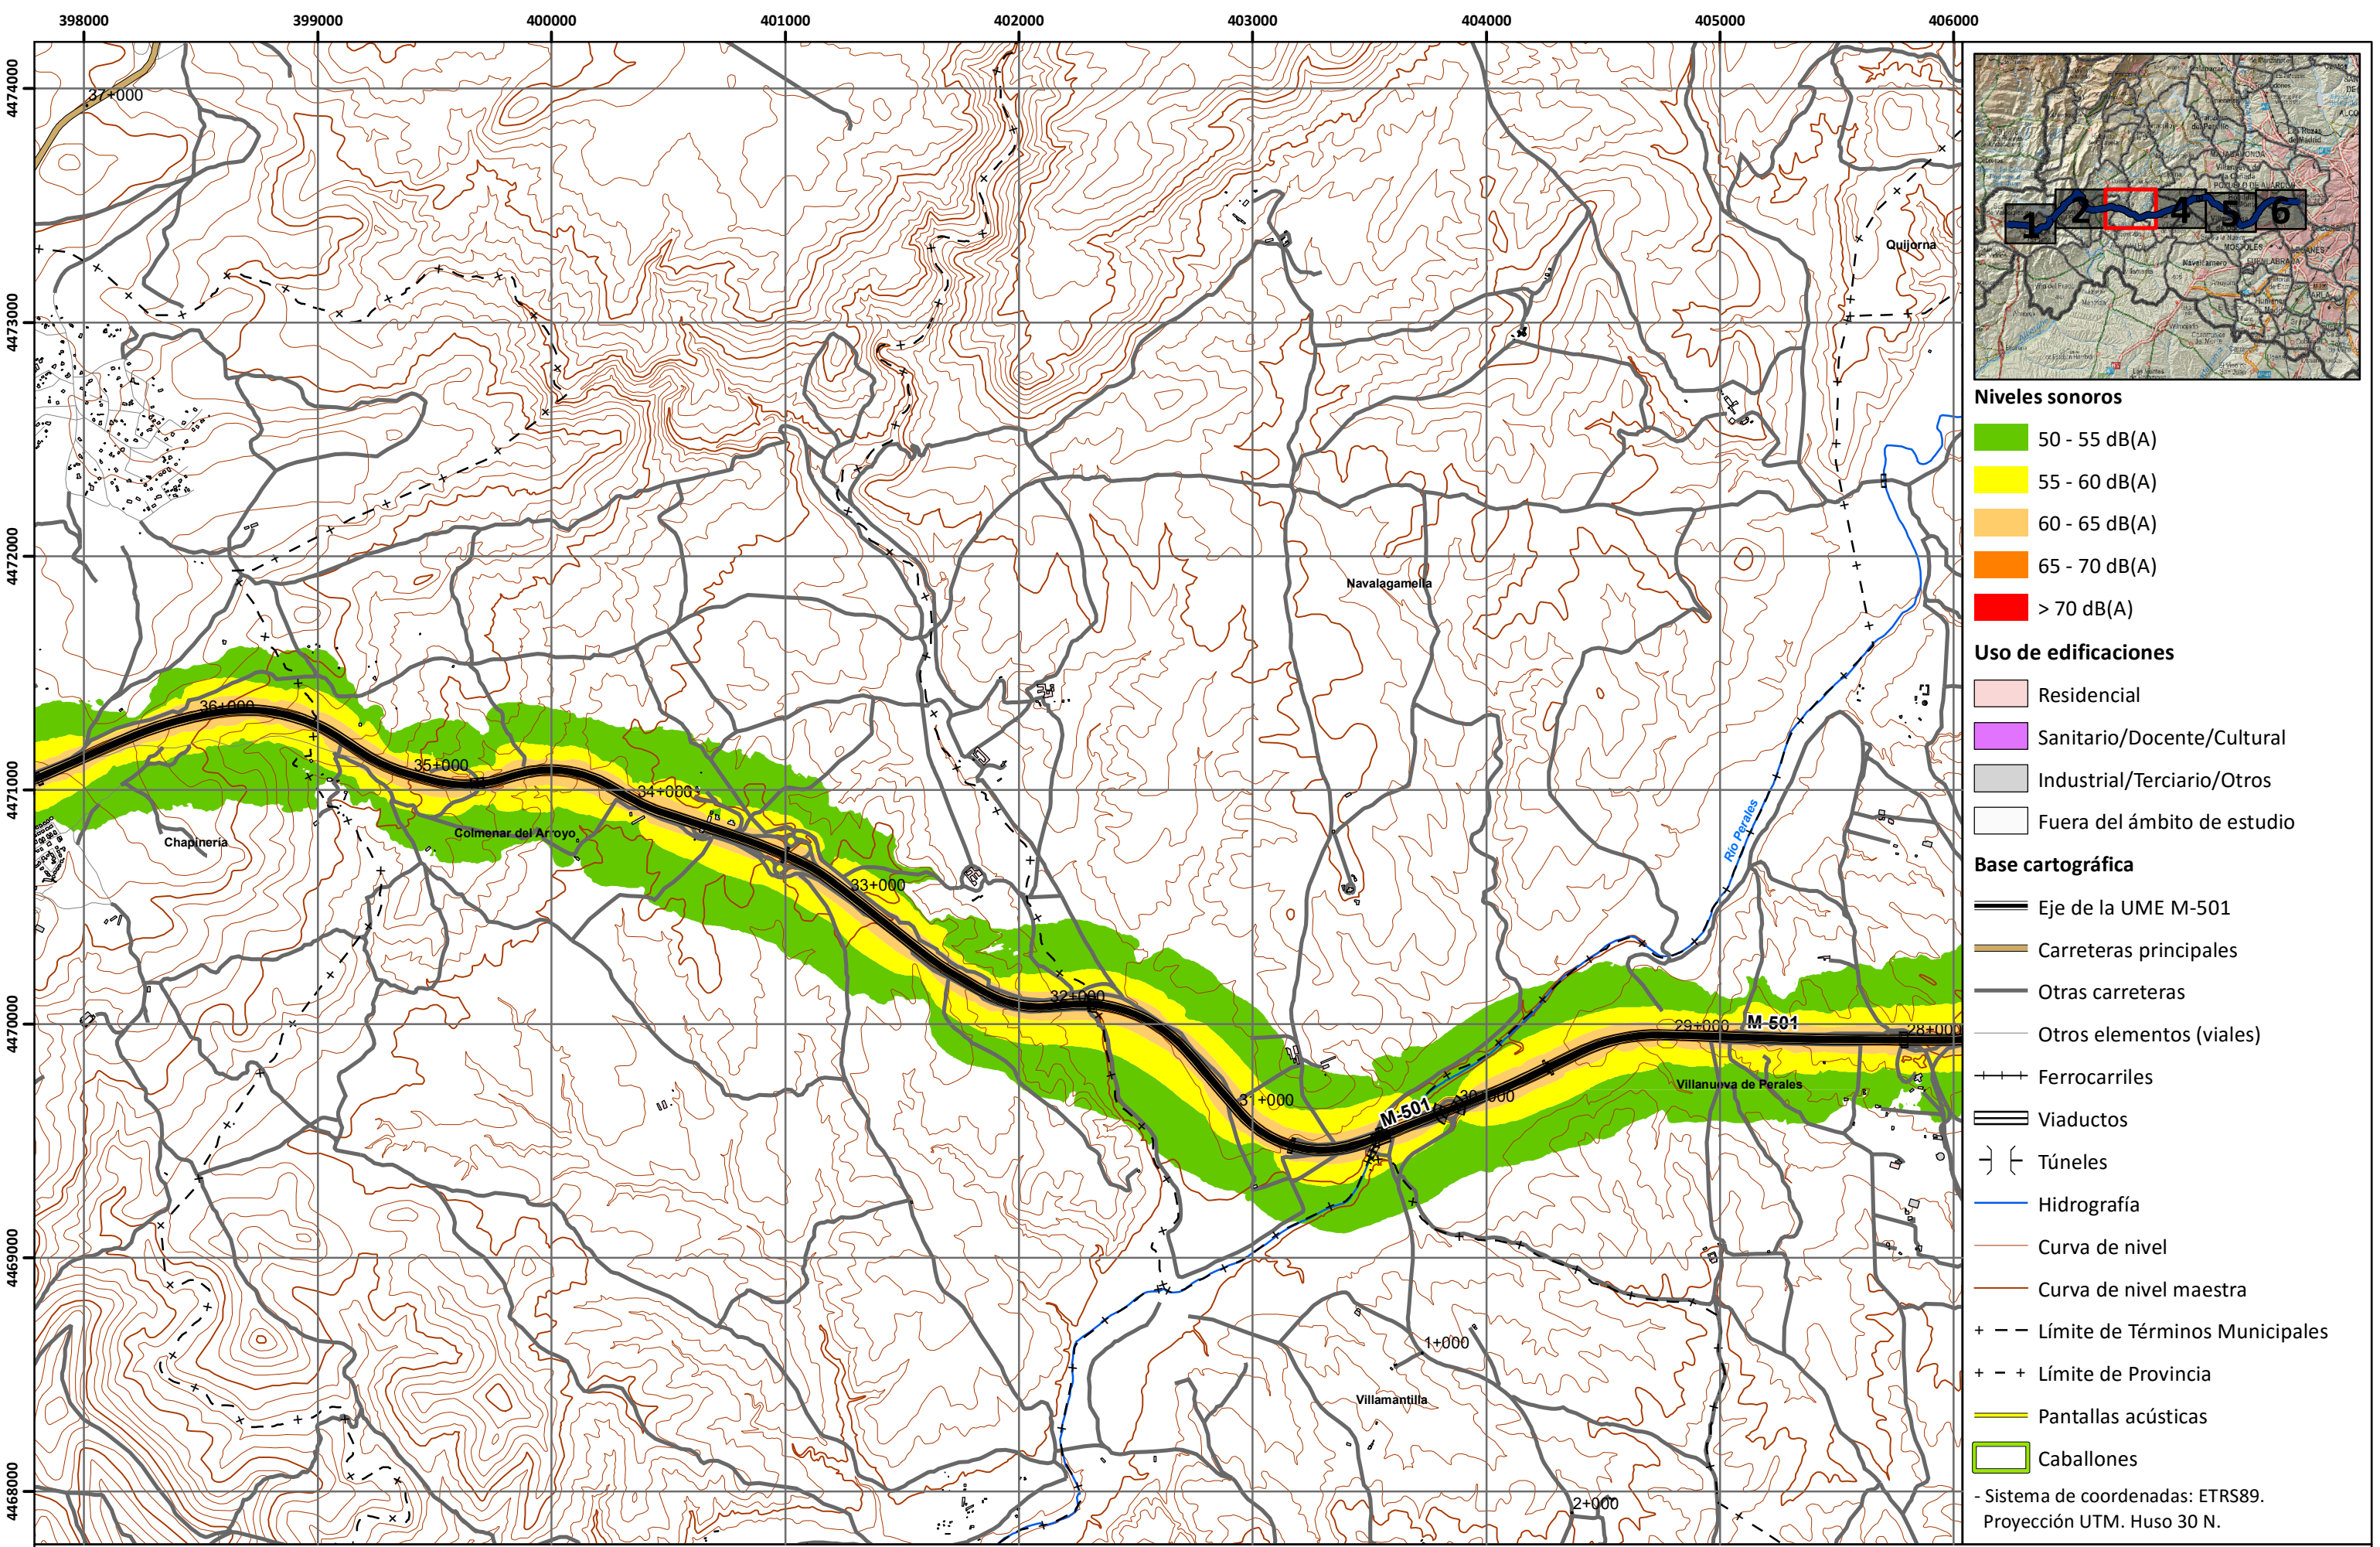 398000 399000 400000 401000 402000 403000 404000 405000 406000
4474000
4473000
4472000
4471000
4470000
4469000
4468000
37+000
Quijorna
Navalagamella
36+000
35+000
34+000
Río Perales
Chapinería
Colmenar del Arroyo
33+000
32+000
29+000
M-501
28+000
Villanueva de Perales
31+000
M-501
30+000
1+000
Villamantilla
2+000
1
2
4
5
6
Niveles sonoros
50 - 55 dB(A)
55 - 60 dB(A)
60 - 65 dB(A)
65 - 70 dB(A)
> 70 dB(A)
Uso de edificaciones
Residencial
Sanitario/Docente/Cultural
Industrial/Terciario/Otros
Fuera del ámbito de estudio
Base cartográfica
Eje de la UME M-501
Carreteras principales
Otras carreteras
Otros elementos (viales)
Ferrocarriles
Viaductos
Túneles
Hidrografía
Curva de nivel
Curva de nivel maestra
Límite de Términos Municipales
Límite de Provincia
Pantallas acústicas
Caballones
- Sistema de coordenadas: ETRS89.
Proyección UTM. Huso 30 N.